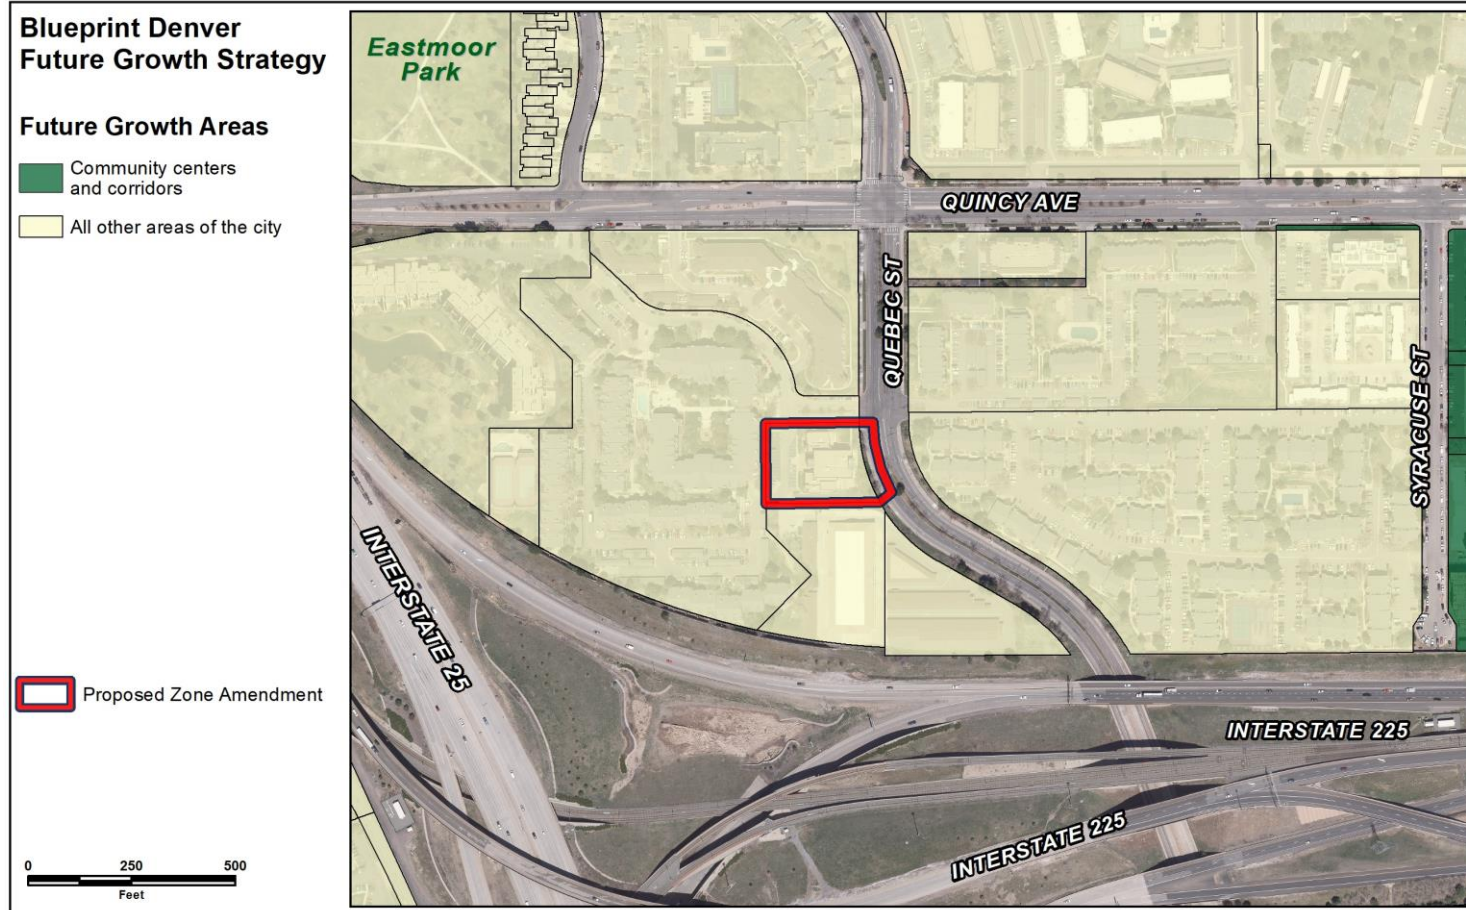 Blueprint Denver
Future Growth Strategy
Future Growth Areas
Community centers
and corridors
All other areas of the city
Proposed Zone Amendment
0 250 500
Feet
Eastmoor
Park
QUINCY AVE
QUEBEC ST
SYRACUSE ST
INTERSTATE 25
INTERSTATE 225
INTERSTATE 225